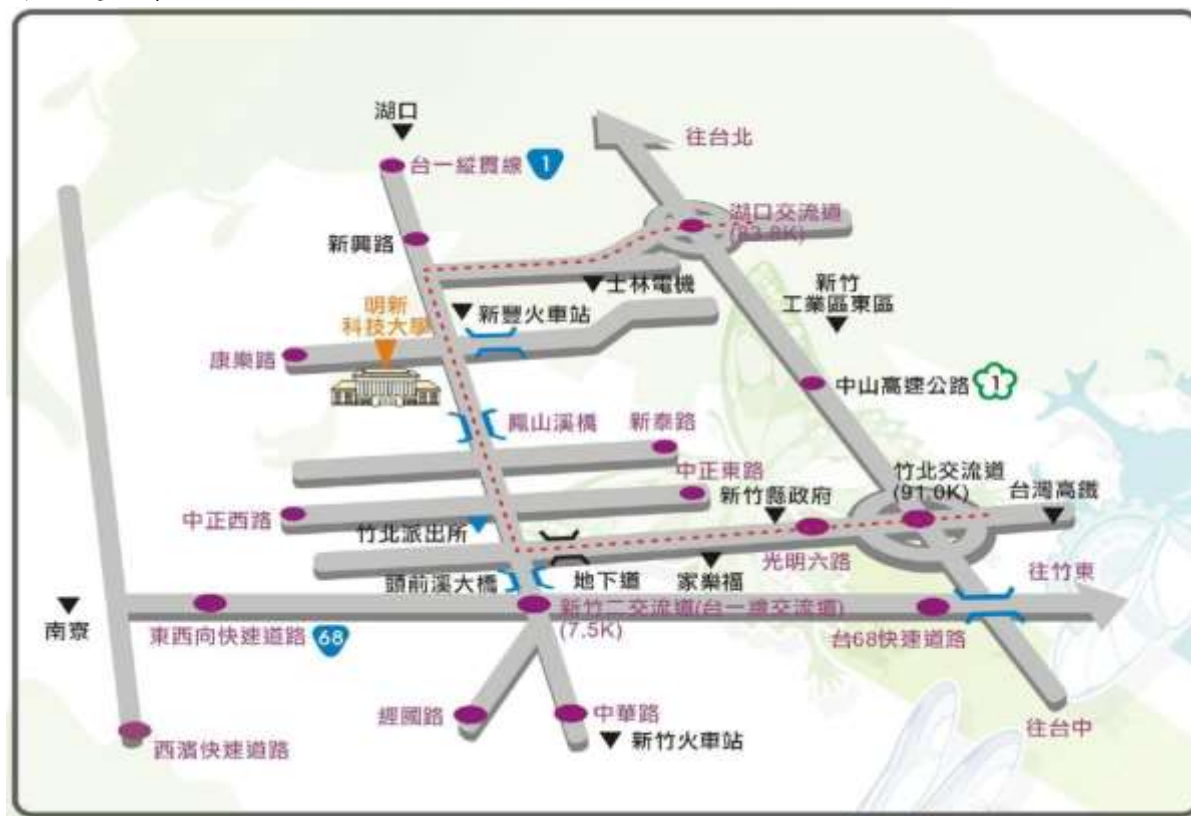 湖口
台一縱貫線 1
往台北
湖口交流道
(83.8K)
新興路
士林電機
新竹
工業區東區
明新
科技大學
新豐火車站
康樂路
中山高速公路 1
鳳山溪橋
新泰路
中正東路
新竹縣政府
竹北交流道
(91.0K)
台灣高鐵
中正西路
竹北派出所
光明六路
頭前溪大橋
地下道
家樂福
往竹東
南寮
東西向快速道路 68
新竹二交流道(台一線交流道)
(7.5K)
台68快速道路
經國路
中華路
新竹火車站
往台中
西濱快速道路